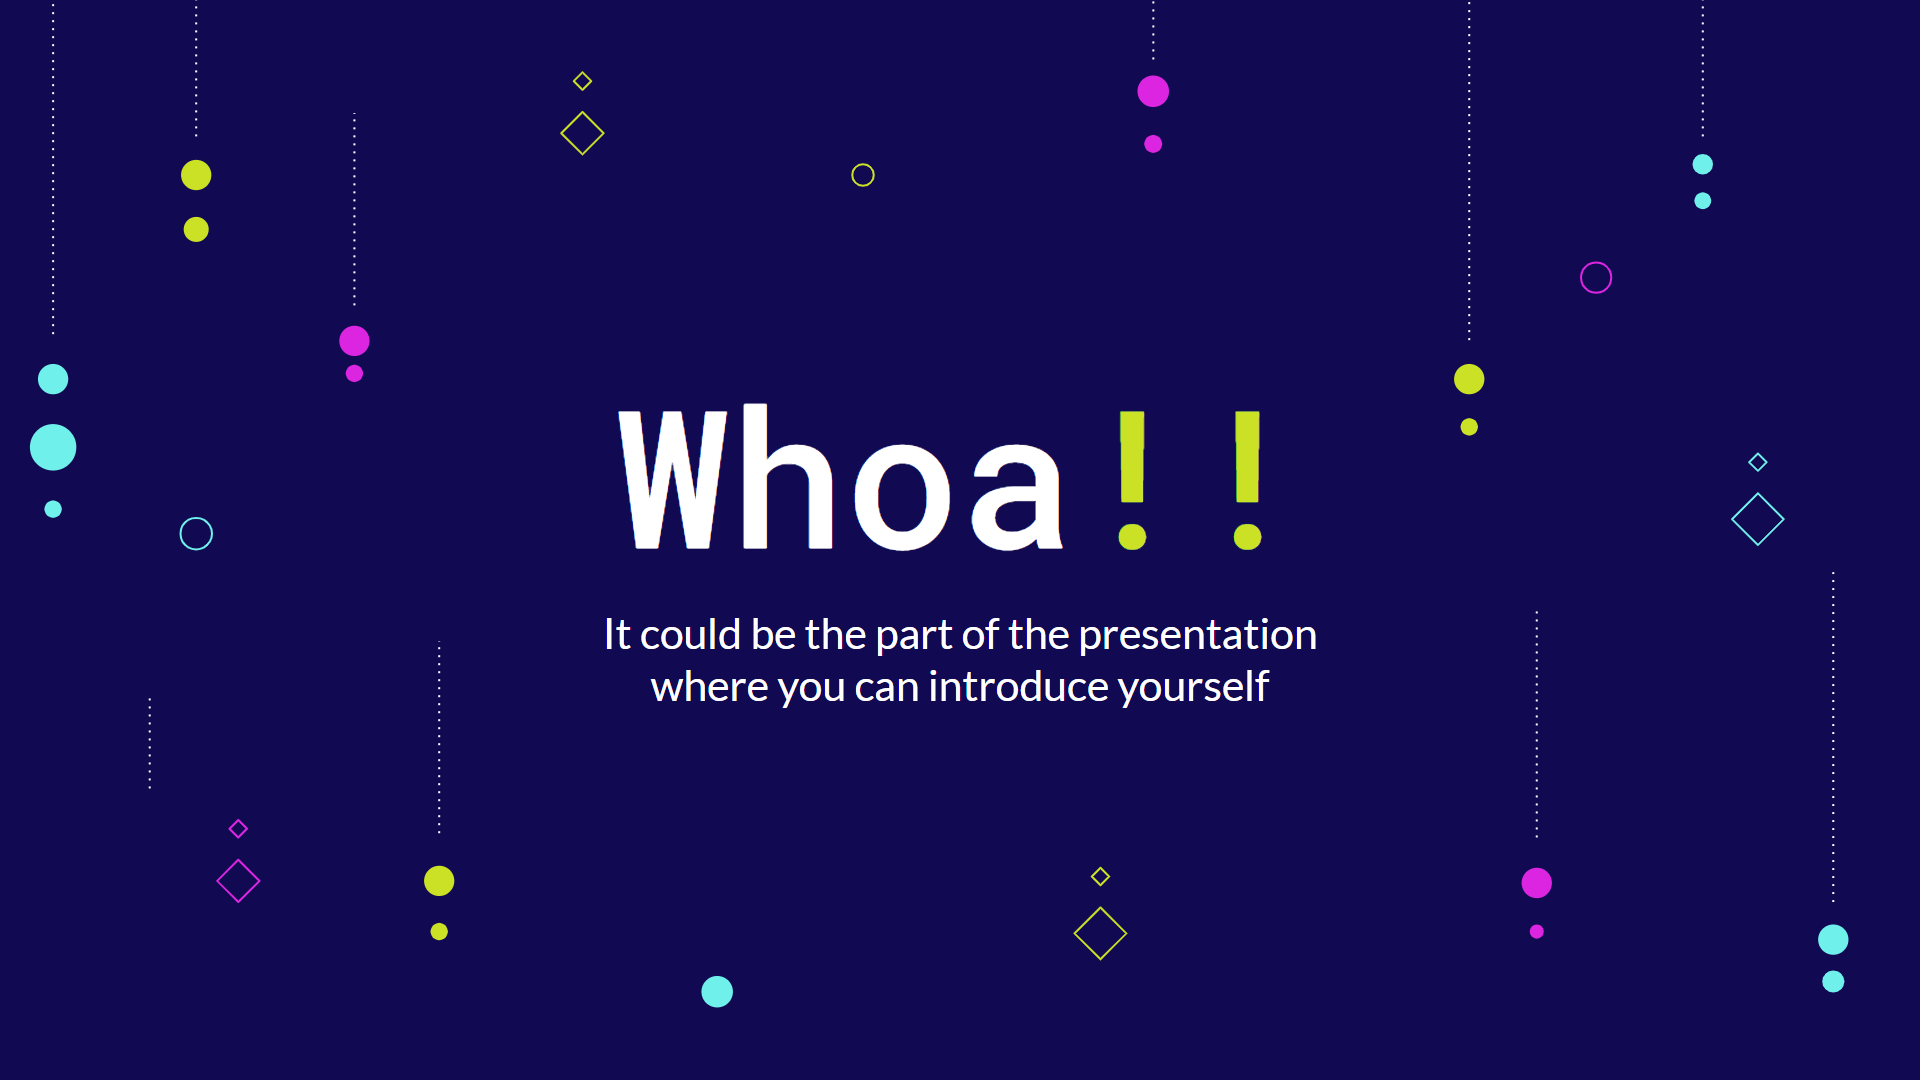 Whoa!!
It could be the part of the presentation
where you can introduce yourself